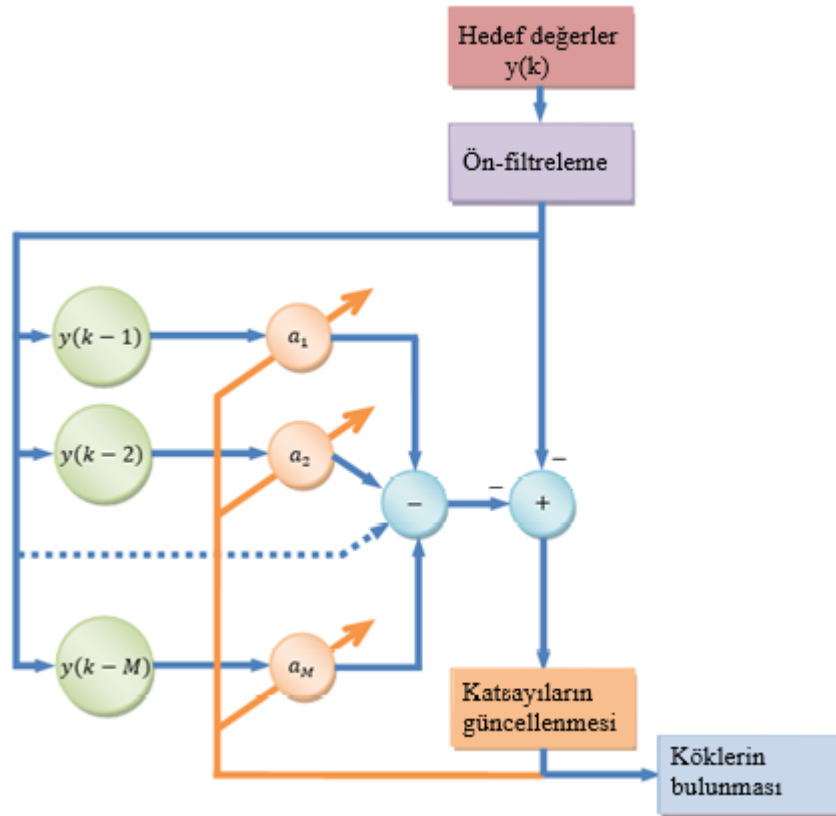 Hedef değerler
y(k)
Ön-filtreleme
y(k − 1)
a₁
y(k − 2)
a₂
−
−
−
+
y(k − M)
a_M
Katsayıların
güncellenmesi
Köklerin
bulunması